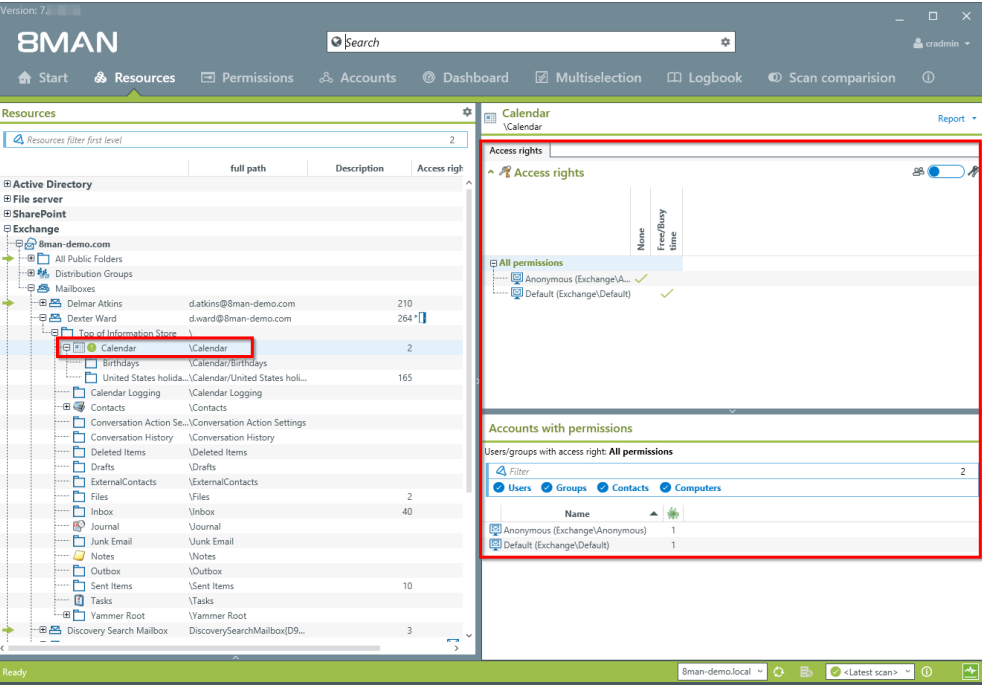 Version: 7.
8MAN
Search
cradmin
Start Resources Permissions Accounts Dashboard Multiselection Logbook Scan comparision
Resources
Resources filter first level 2
full path Description Access righ
Active Directory
File server
SharePoint
Exchange
8man-demo.com
All Public Folders
Distribution Groups
Mailboxes
Delmar Atkins d.atkins@8man-demo.com 210
Dexter Ward d.ward@8man-demo.com 264
Top of Information Store \
Calendar \Calendar 2
Birthdays \Calendar/Birthdays
United States holida... \Calendar/United States holi... 165
Calendar Logging \Calendar Logging
Contacts \Contacts
Conversation Action Se... \Conversation Action Settings
Conversation History \Conversation History
Deleted Items \Deleted Items
Drafts \Drafts
ExternalContacts \ExternalContacts
Files \Files 2
Inbox \Inbox 40
Journal \Journal
Junk Email \Junk Email
Notes \Notes
Outbox \Outbox
Sent Items \Sent Items 10
Tasks \Tasks
Yammer Root \Yammer Root
Discovery Search Mailbox DiscoverySearchMailbox{D9... 3
Calendar
\Calendar
Report
Access rights
Access rights
None
Free/Busy
time
All permissions
Anonymous (Exchange\A...
Default (Exchange\Default)
Accounts with permissions
Users/groups with access right: All permissions
Filter 2
Users Groups Contacts Computers
Name
Anonymous (Exchange\Anonymous) 1
Default (Exchange\Default) 1
Ready
8man-demo.local <Latest scan>